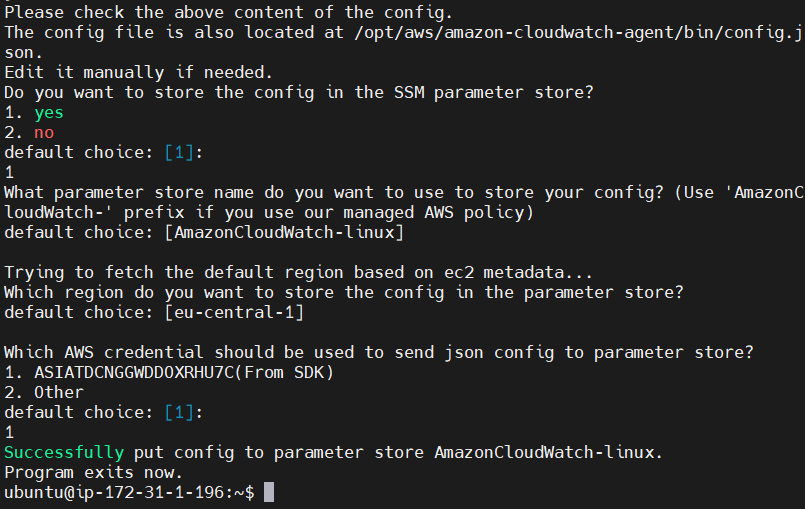 Please check the above content of the config.
The config file is also located at /opt/aws/amazon-cloudwatch-agent/bin/config.j
son.
Edit it manually if needed.
Do you want to store the config in the SSM parameter store?
1. yes
2. no
default choice: [1]:
1
What parameter store name do you want to use to store your config? (Use 'AmazonC
loudWatch-' prefix if you use our managed AWS policy)
default choice: [AmazonCloudWatch-linux]
Trying to fetch the default region based on ec2 metadata...
Which region do you want to store the config in the parameter store?
default choice: [eu-central-1]
Which AWS credential should be used to send json config to parameter store?
1. ASIATDCNGGWDDOXRHU7C(From SDK)
2. Other
default choice: [1]:
1
Successfully put config to parameter store AmazonCloudWatch-linux.
Program exits now.
ubuntu@ip-172-31-1-196:~$